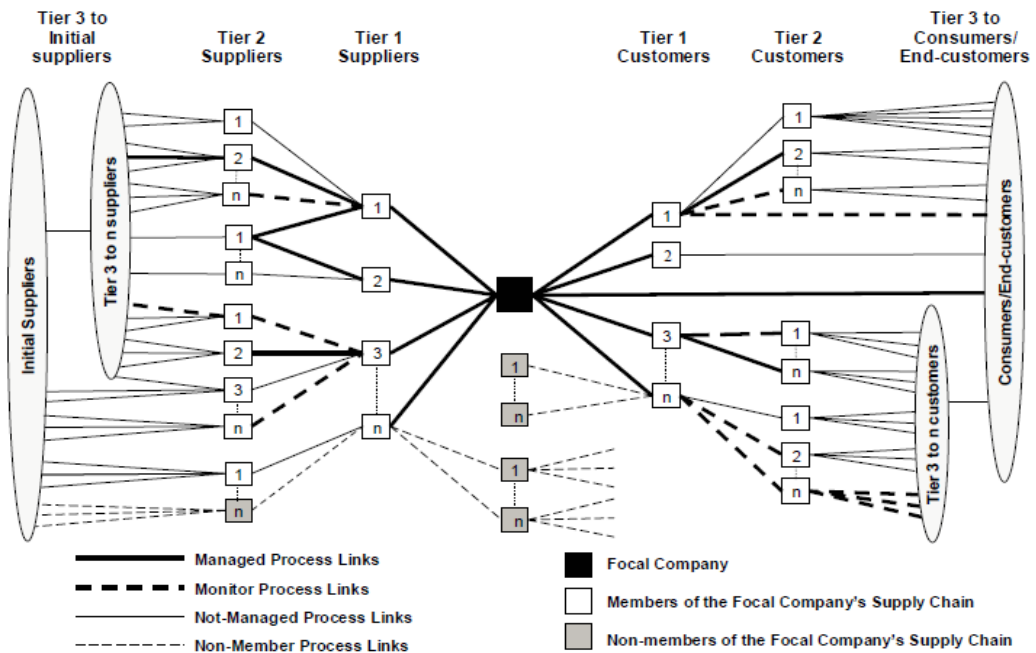 Tier 3 to
Initial
suppliers
Tier 2
Suppliers
Tier 1
Suppliers
Tier 1
Customers
Tier 2
Customers
Tier 3 to
Consumers/
End-customers
Initial Suppliers
Tier 3 to n suppliers
1
2
n
1
n
1
2
3
n
1
n
1
2
3
n
1
n
1
n
1
2
3
n
1
2
n
1
n
1
2
n
Tier 3 to n customers
Consumers/End-customers
Managed Process Links
Monitor Process Links
Not-Managed Process Links
Non-Member Process Links
Focal Company
Members of the Focal Company's Supply Chain
Non-members of the Focal Company's Supply Chain